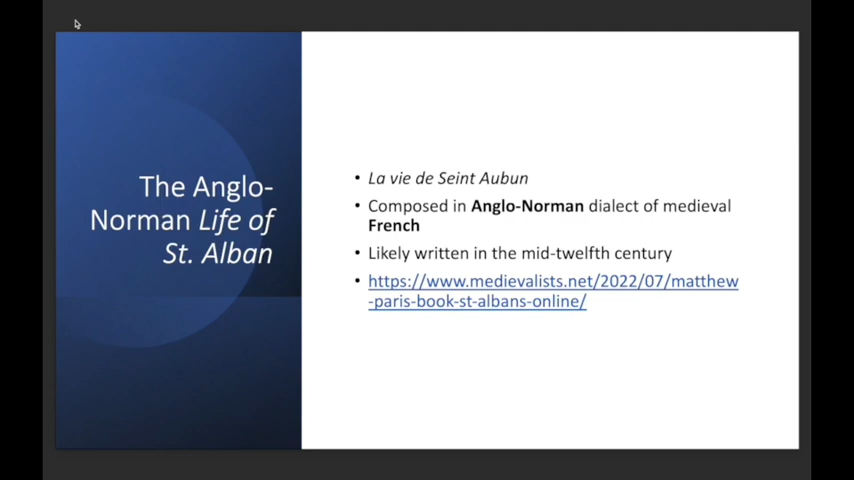 The Anglo-
Norman Life of
St. Alban
• La vie de Seint Aubun
• Composed in Anglo-Norman dialect of medieval
French
• Likely written in the mid-twelfth century
• https://www.medievalists.net/2022/07/matthew
-paris-book-st-albans-online/